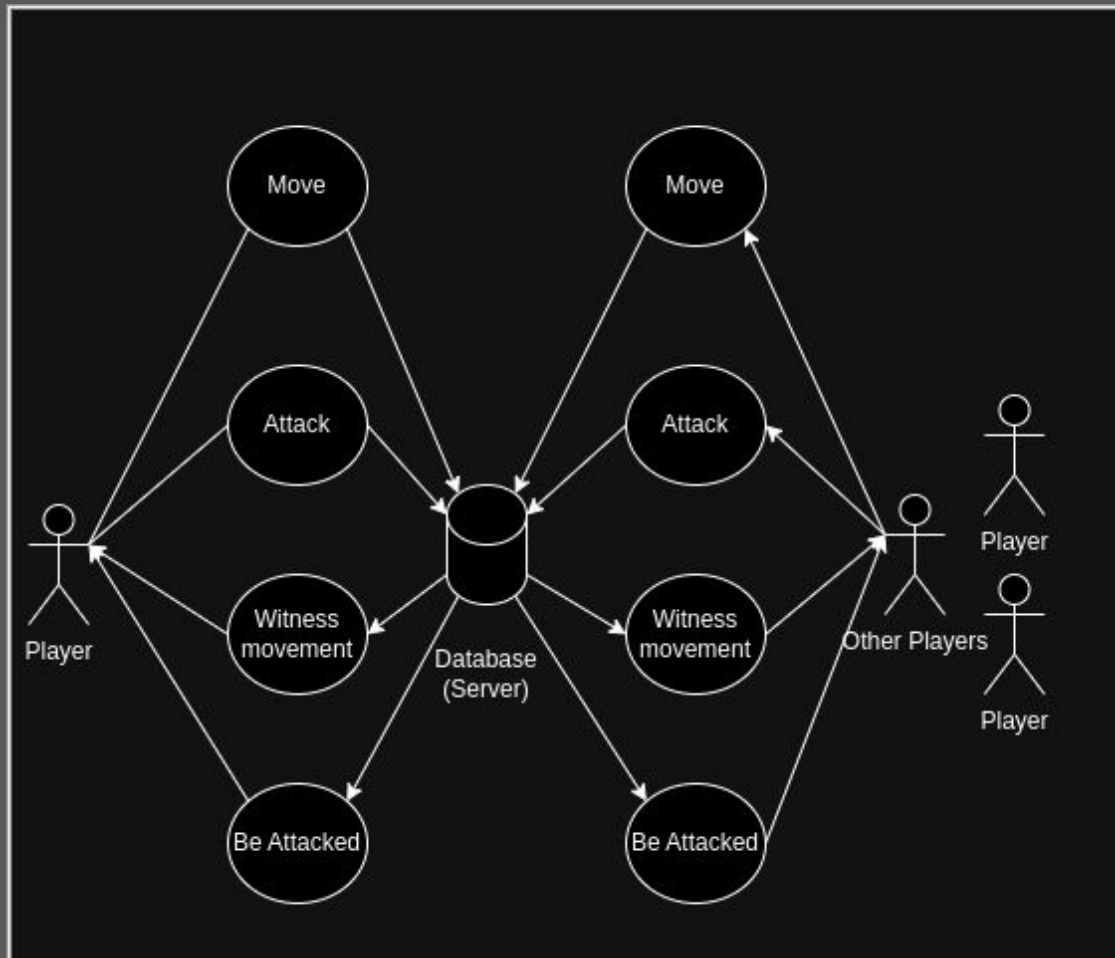 Move
Move
Attack
Attack
Player
Witness
movement
Database
(Server)
Witness
movement
Other Players
Player
Player
Be Attacked
Be Attacked